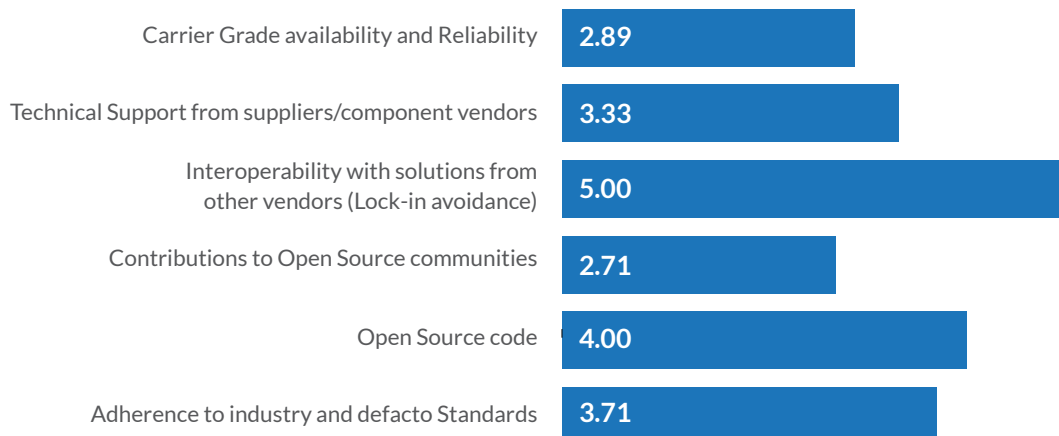 Carrier Grade availability and Reliability 2.89
Technical Support from suppliers/component vendors 3.33
Interoperability with solutions from
other vendors (Lock-in avoidance) 5.00
Contributions to Open Source communities 2.71
Open Source code 4.00
Adherence to industry and defacto Standards 3.71